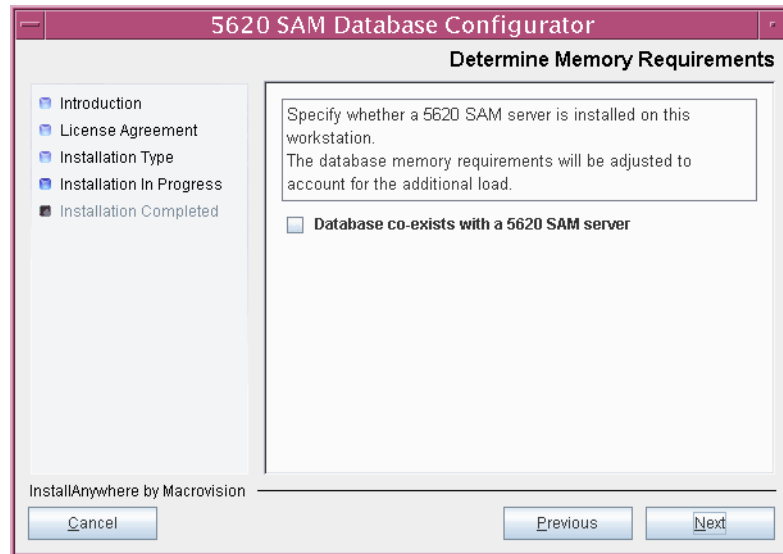 5620 SAM Database Configurator
Determine Memory Requirements
Introduction
License Agreement
Installation Type
Installation In Progress
Installation Completed
Specify whether a 5620 SAM server is installed on this
workstation.
The database memory requirements will be adjusted to
account for the additional load.
Database co-exists with a 5620 SAM server
InstallAnywhere by Macrovision
Cancel
Previous
Next